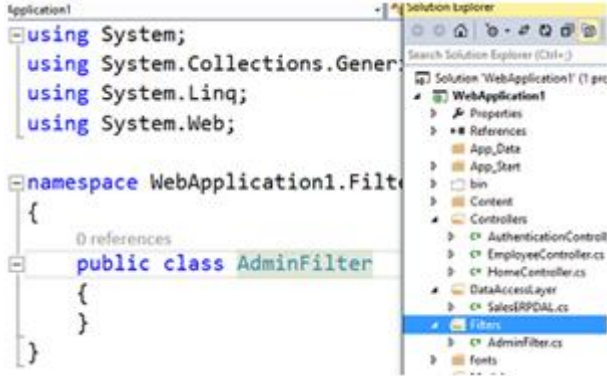 Application1
using System;
using System.Collections.Gener
using System.Linq;
using System.Web;
namespace WebApplication1.Filte
{
0 references
public class AdminFilter
{
}
}
Solution Explorer
Search Solution Explorer (Ctrl+;)
Solution 'WebApplication1' (1 proj
WebApplication1
Properties
References
App_Data
App_Start
bin
Content
Controllers
AuthenticationControll
EmployeeController.cs
HomeController.cs
DataAccessLayer
SalesERPDAL.cs
Filters
AdminFilter.cs
fonts